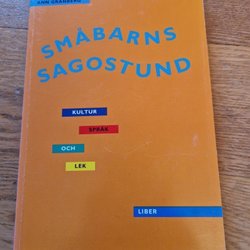 ANN GRANBERG
SMÅBARNS
SAGOSTUND
KULTUR
SPRÅK
OCH
LEK
LIBER